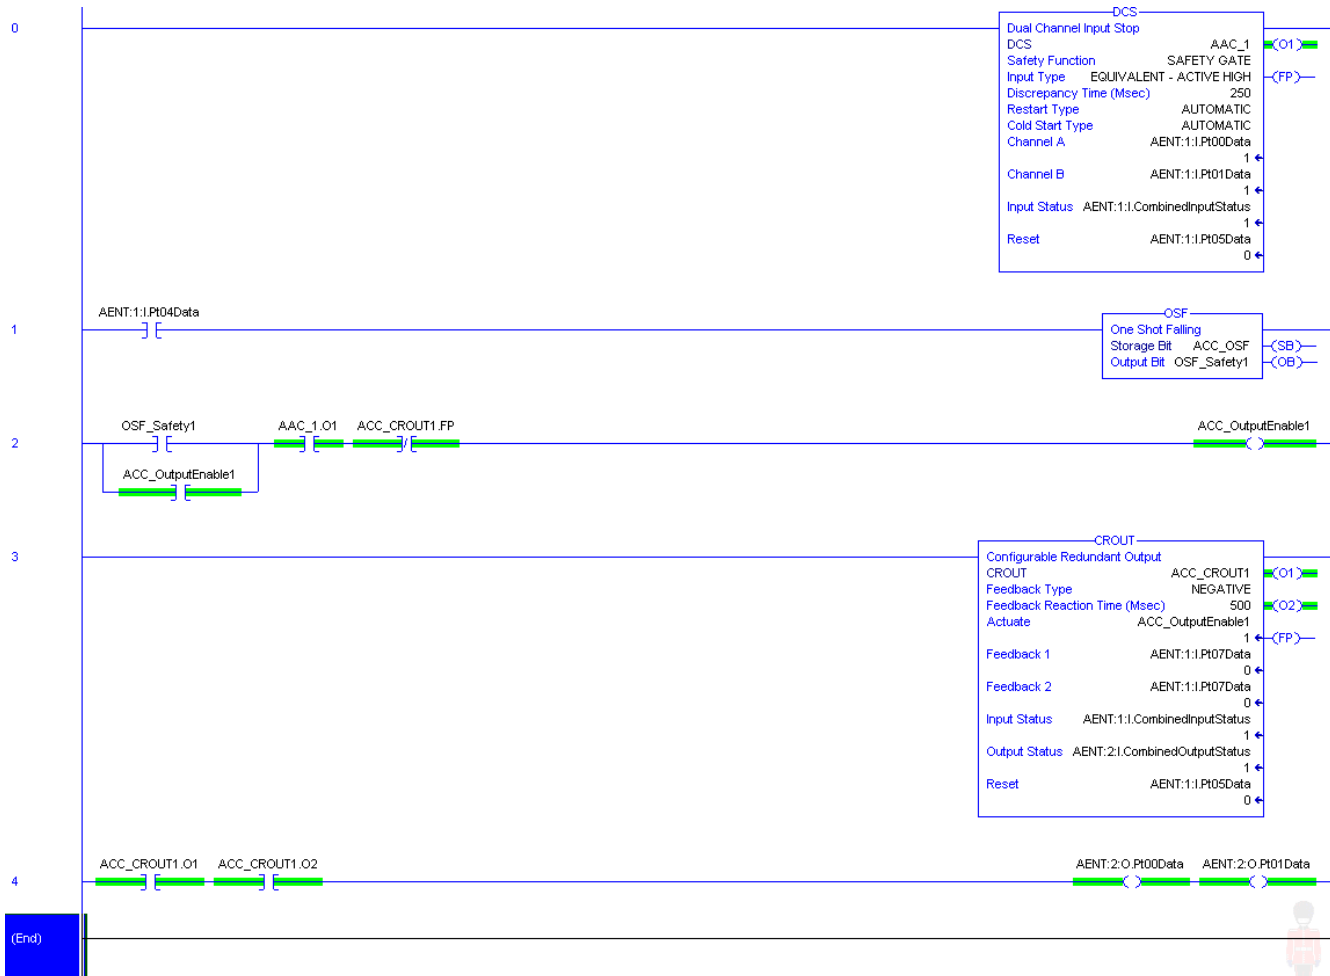 0
DCS
Dual Channel Input Stop
DCS AAC_1 (O1)
Safety Function SAFETY GATE
Input Type EQUIVALENT - ACTIVE HIGH (FP)
Discrepancy Time (Msec) 250
Restart Type AUTOMATIC
Cold Start Type AUTOMATIC
Channel A AENT:1:I.Pt00Data
1
Channel B AENT:1:I.Pt01Data
1
Input Status AENT:1:I.CombinedInputStatus
1
Reset AENT:1:I.Pt05Data
0
AENT:1:I.Pt04Data
1
OSF
One Shot Falling
Storage Bit ACC_OSF (SB)
Output Bit OSF_Safety1 (OB)
OSF_Safety1 AAC_1.O1 ACC_CROUT1.FP ACC_OutputEnable1
2
ACC_OutputEnable1
3
CROUT
Configurable Redundant Output
CROUT ACC_CROUT1 (O1)
Feedback Type NEGATIVE
Feedback Reaction Time (Msec) 500 (O2)
Actuate ACC_OutputEnable1
1 (FP)
Feedback 1 AENT:1:I.Pt07Data
0
Feedback 2 AENT:1:I.Pt07Data
0
Input Status AENT:1:I.CombinedInputStatus
1
Output Status AENT:2:I.CombinedOutputStatus
1
Reset AENT:1:I.Pt05Data
0
ACC_CROUT1.O1 ACC_CROUT1.O2 AENT:2:O.Pt00Data AENT:2:O.Pt01Data
4
(End)